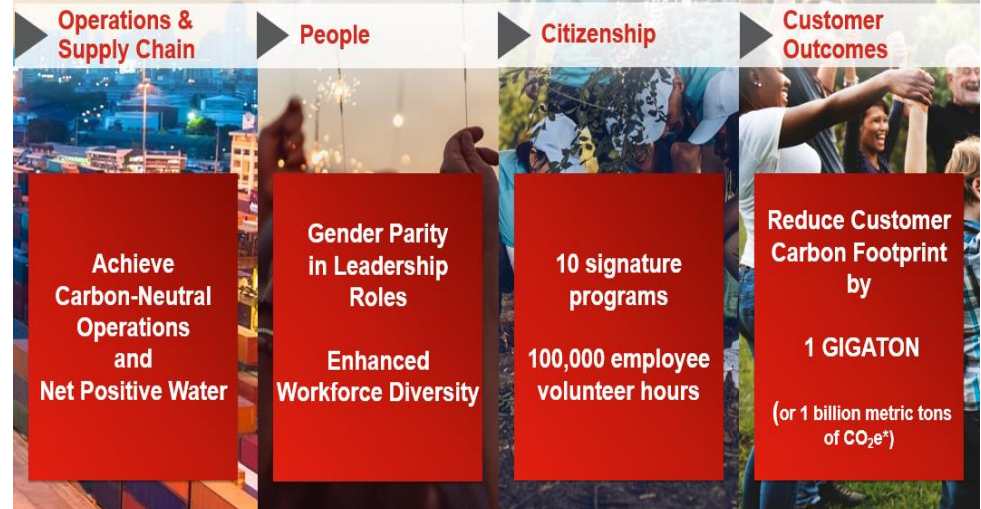 Operations &
Supply Chain
People
Citizenship
Customer
Outcomes
Achieve
Carbon-Neutral
Operations
and
Net Positive Water
Gender Parity
in Leadership
Roles
Enhanced
Workforce Diversity
10 signature
programs
100,000 employee
volunteer hours
Reduce Customer
Carbon Footprint
by
1 GIGATON
(or 1 billion metric tons
of CO₂e*)